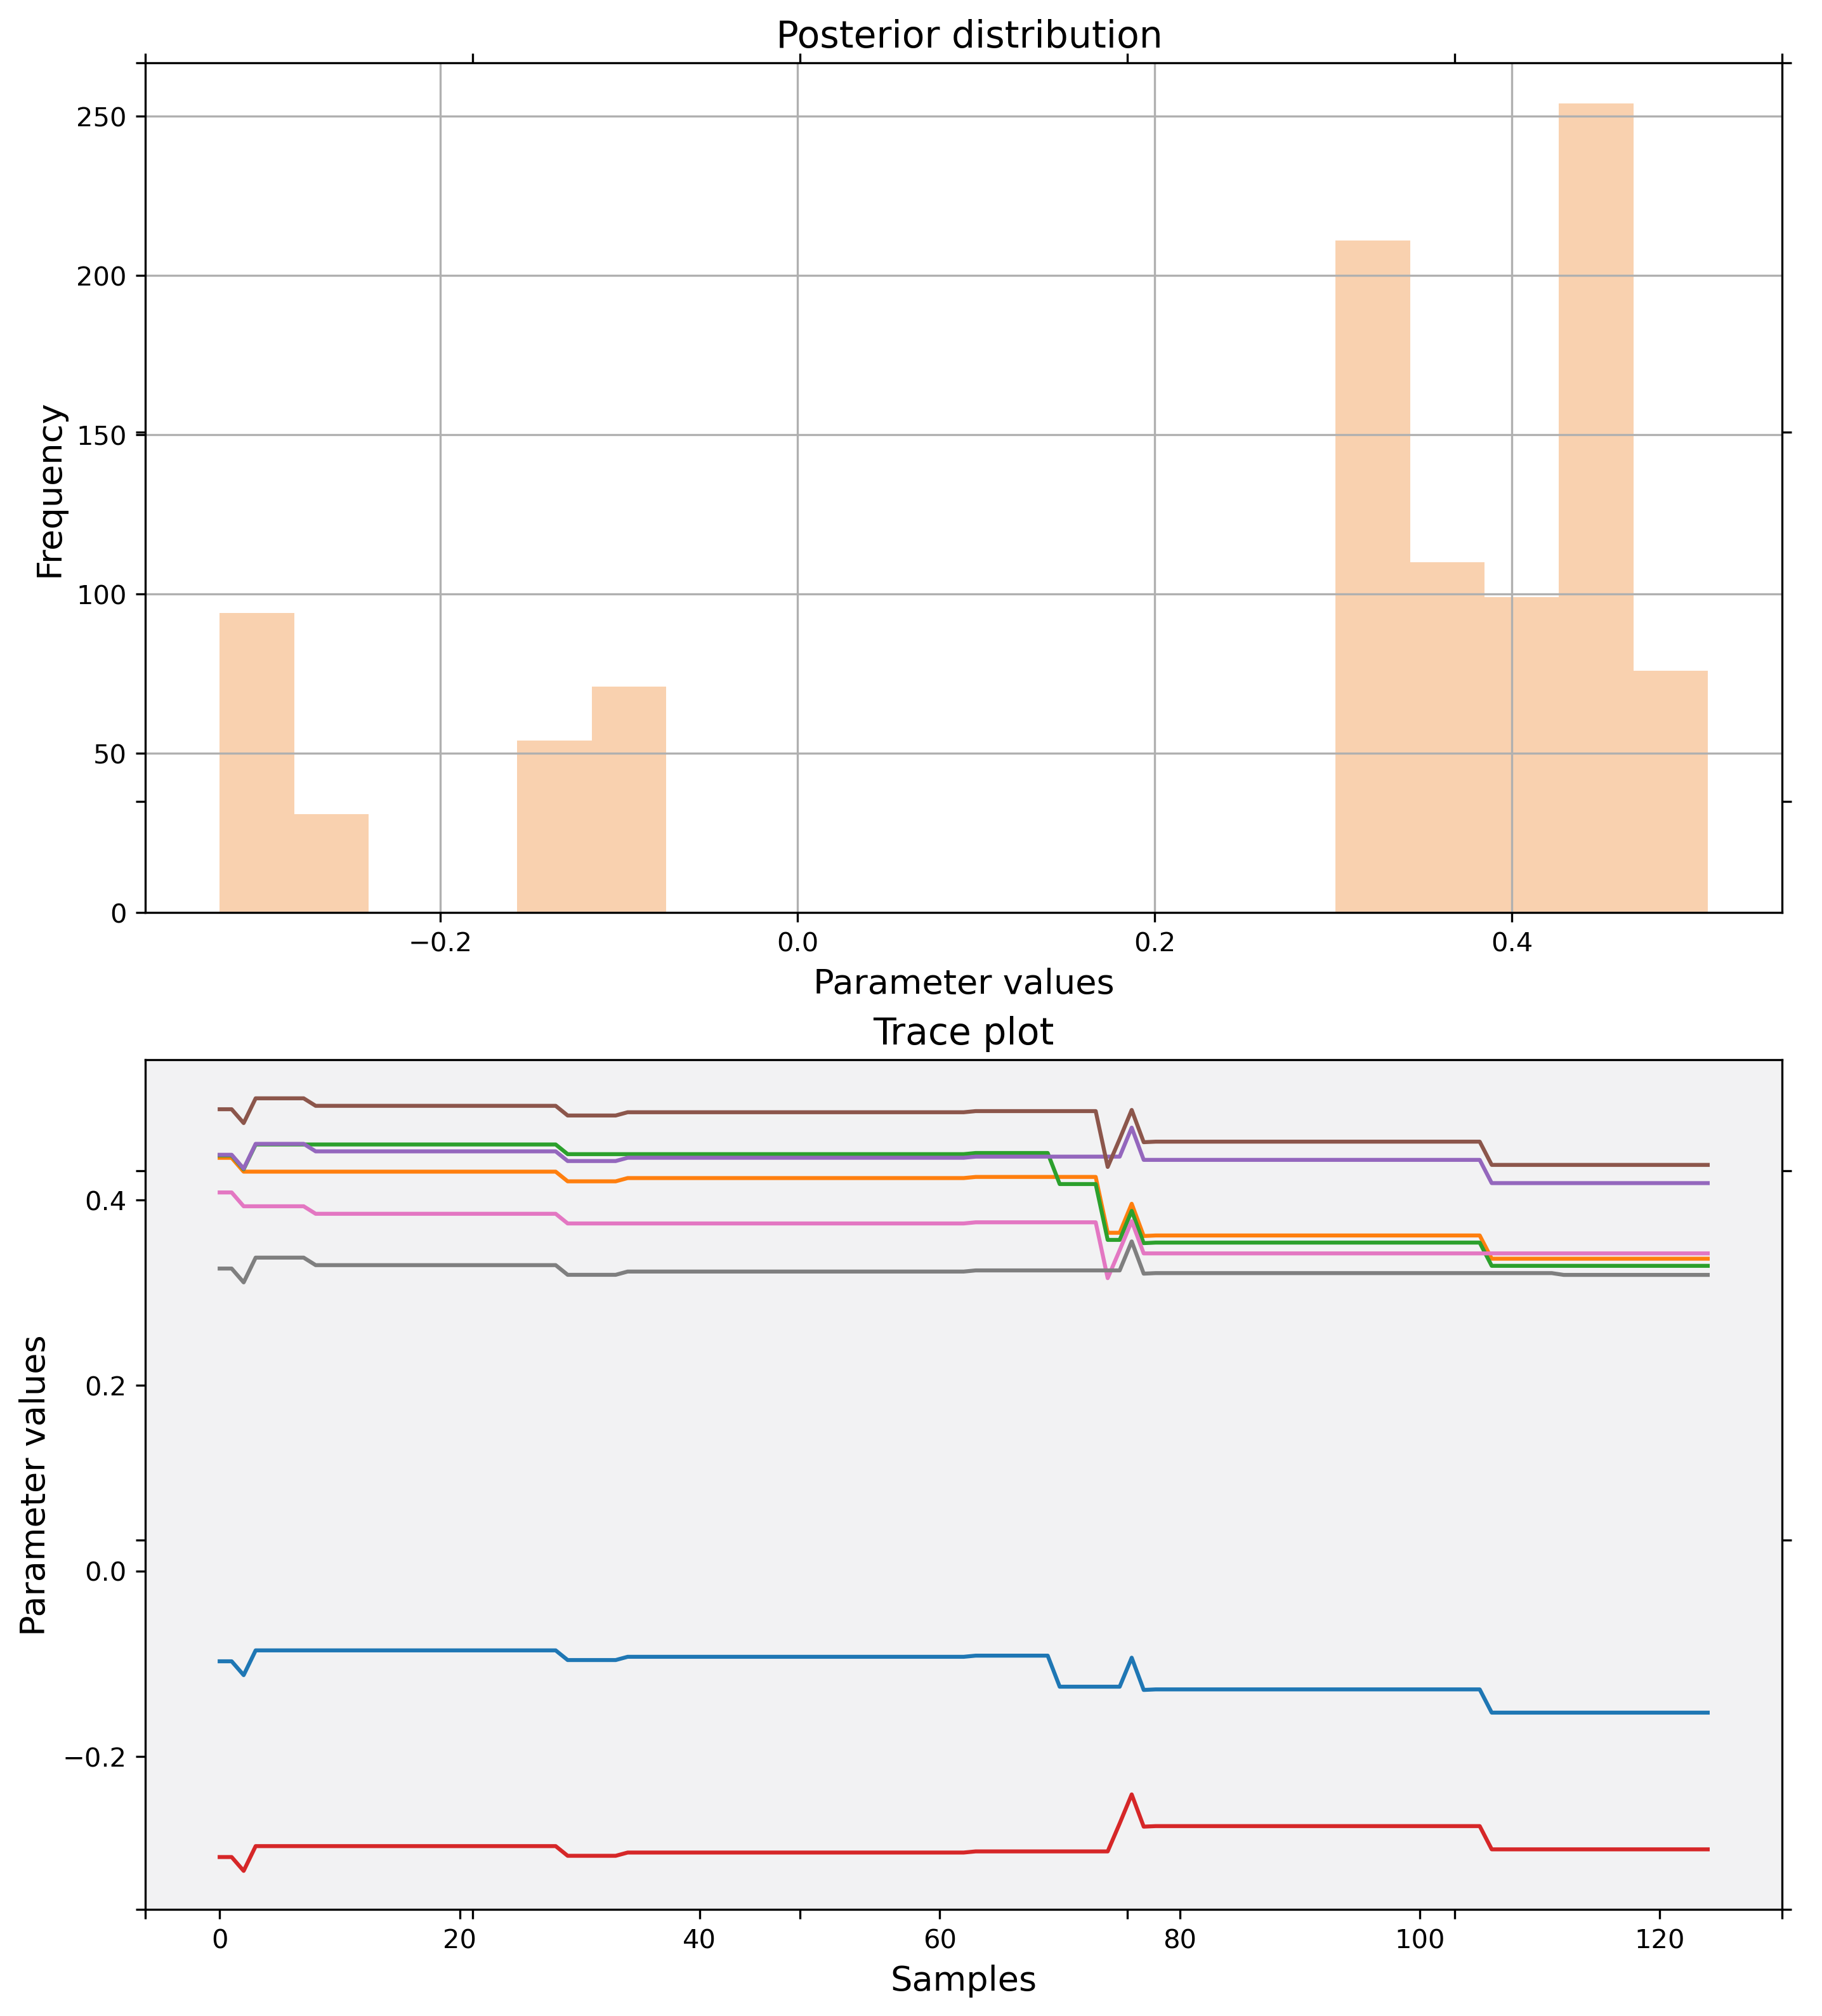 Posterior distribution
250
200
150
100
50
0
Frequency
−0.2 0.0 0.2 0.4
Parameter values
Trace plot
0.4
0.2
0.0
−0.2
Parameter values
0 20 40 60 80 100 120
Samples